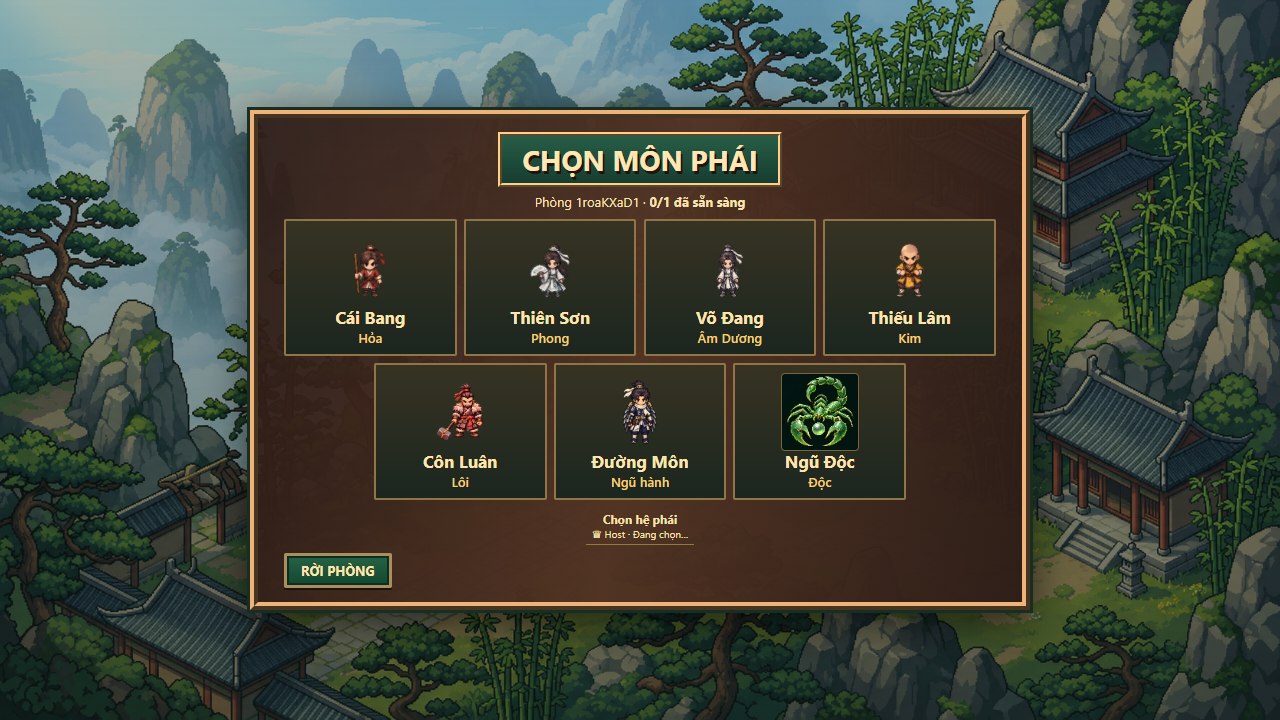 CHỌN MÔN PHÁI
Phòng 1roaKXaD1 · 0/1 đã sẵn sàng
Cái Bang
Hỏa
Thiên Sơn
Phong
Võ Đang
Âm Dương
Thiếu Lâm
Kim
Côn Luân
Lôi
Đường Môn
Ngũ hành
Ngũ Độc
Độc
Chọn hệ phái
♛ Host · Đang chọn...
RỜI PHÒNG